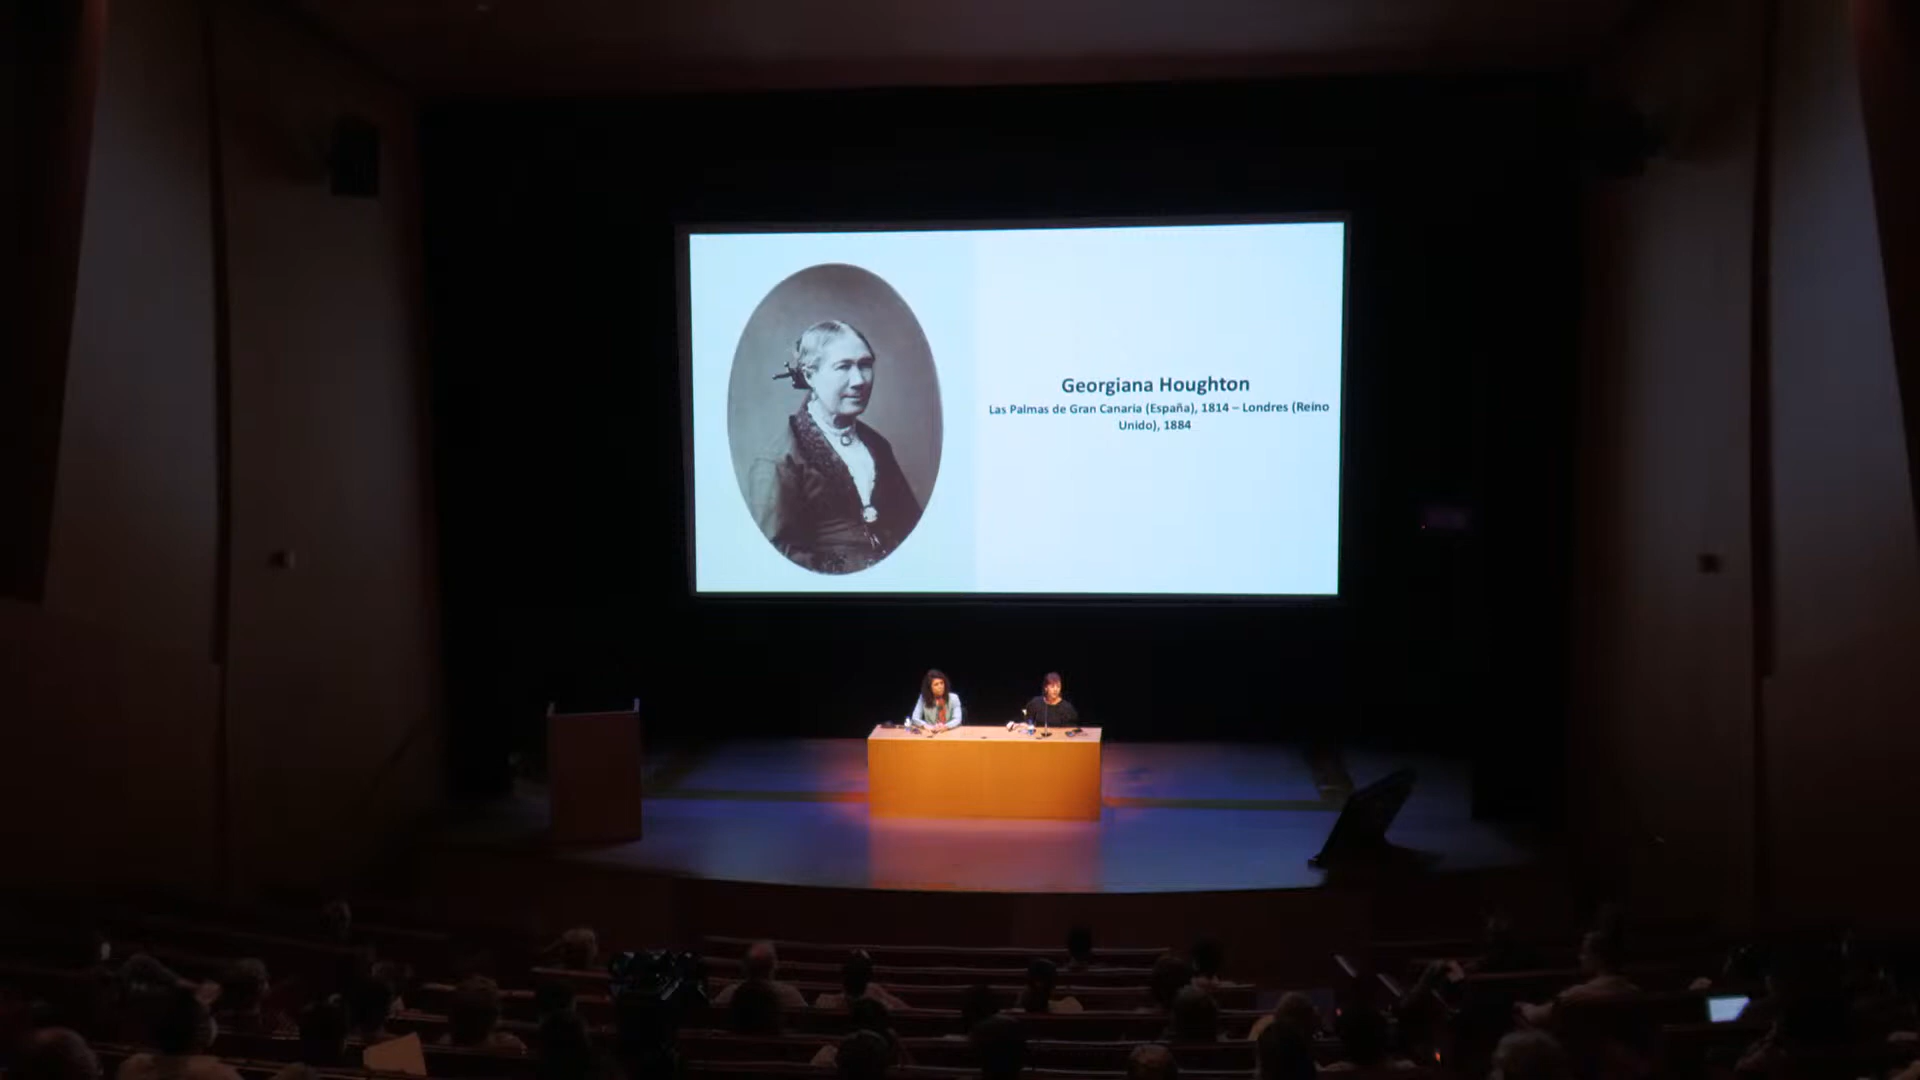 Georgiana Houghton
Las Palmas de Gran Canaria (España), 1814 – Londres (Reino
Unido), 1884